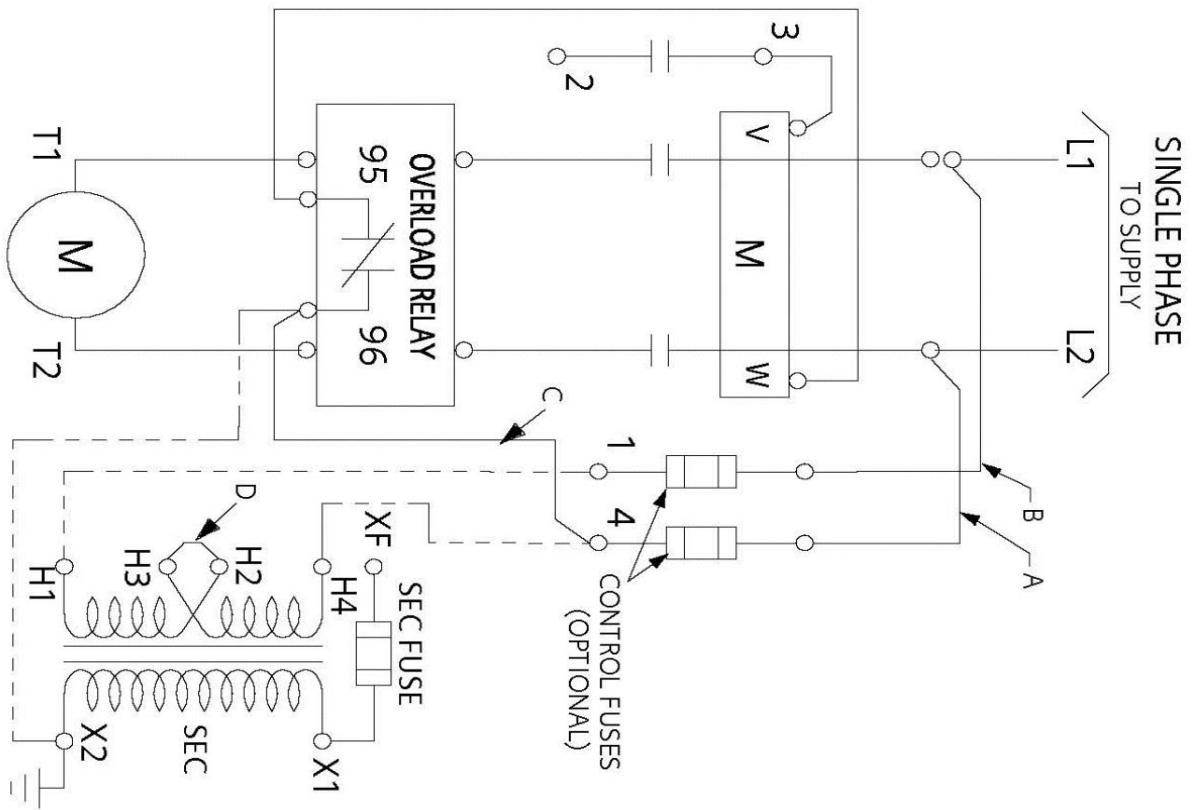 SINGLE PHASE
TO SUPPLY
L1
L2
3
2
V
M
W
OVERLOAD RELAY
95
96
T1
M
T2
A
B
C
1
4
CONTROL FUSES
(OPTIONAL)
D
H1
H3
H2
H4
XF
SEC FUSE
X2
SEC
X1